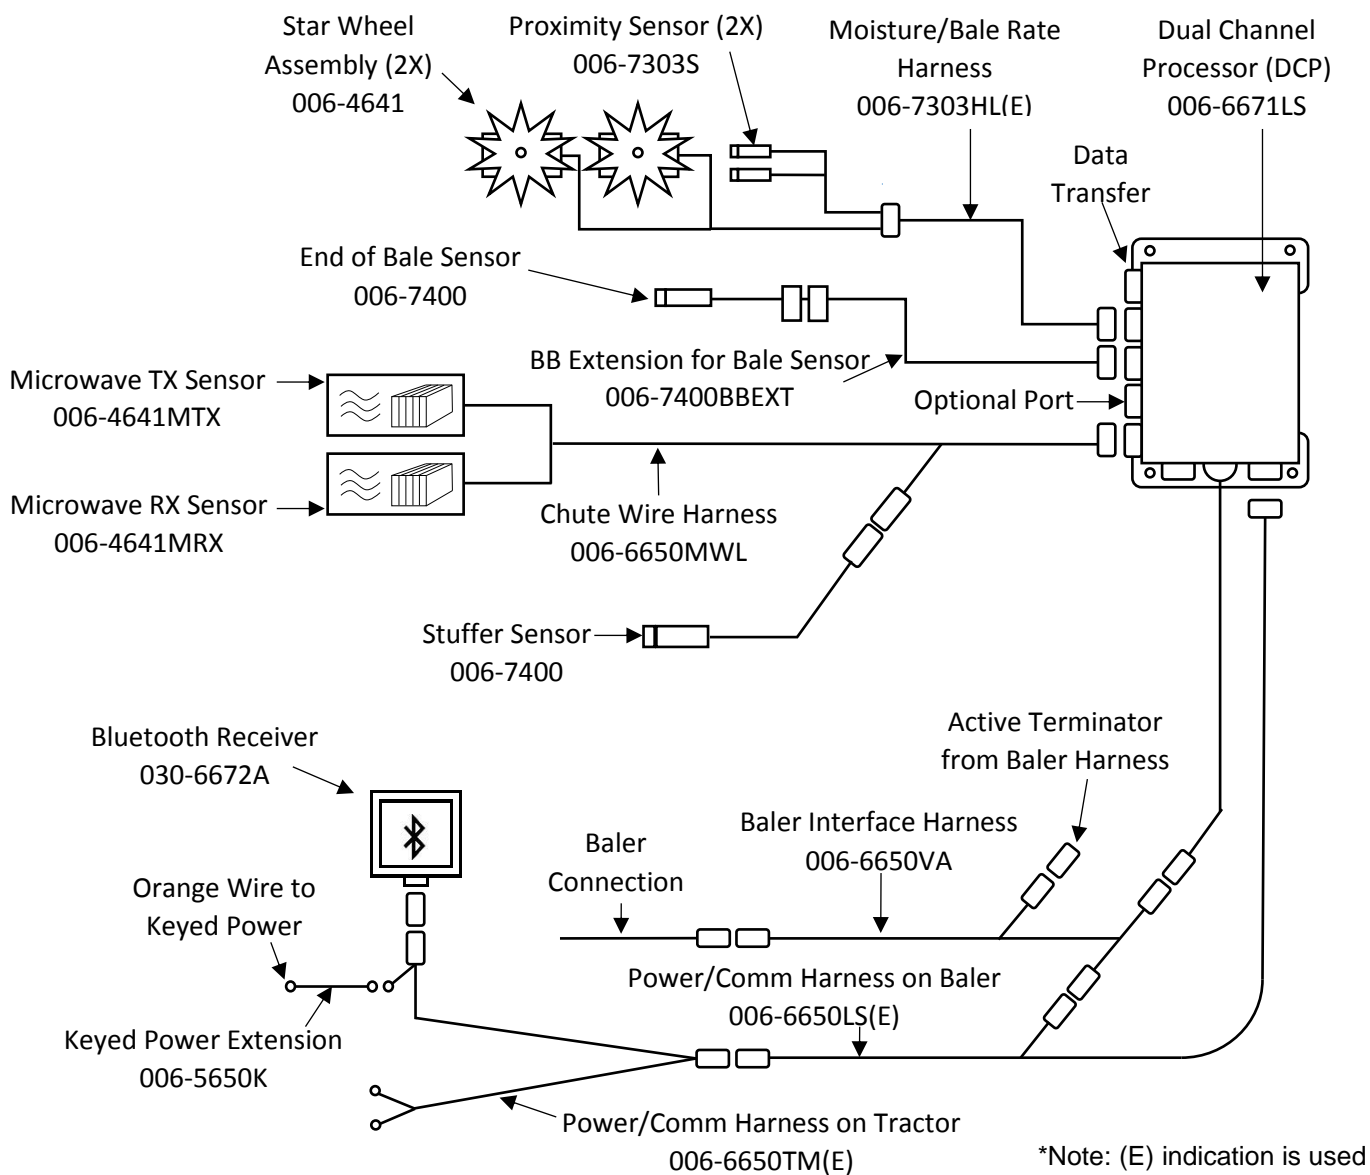 Star Wheel
Assembly (2X)
006-4641
Proximity Sensor (2X)
006-7303S
Moisture/Bale Rate
Harness
006-7303HL(E)
Dual Channel
Processor (DCP)
006-6671LS
Data
Transfer
End of Bale Sensor
006-7400
BB Extension for Bale Sensor
006-7400BBEXT
Optional Port
Microwave TX Sensor
006-4641MTX
Microwave RX Sensor
006-4641MRX
Chute Wire Harness
006-6650MWL
Stuffer Sensor
006-7400
Bluetooth Receiver
030-6672A
Active Terminator
from Baler Harness
Baler Interface Harness
006-6650VA
Baler
Connection
Orange Wire to
Keyed Power
Power/Comm Harness on Baler
006-6650LS(E)
Keyed Power Extension
006-5650K
Power/Comm Harness on Tractor
006-6650TM(E)
*Note: (E) indication is used